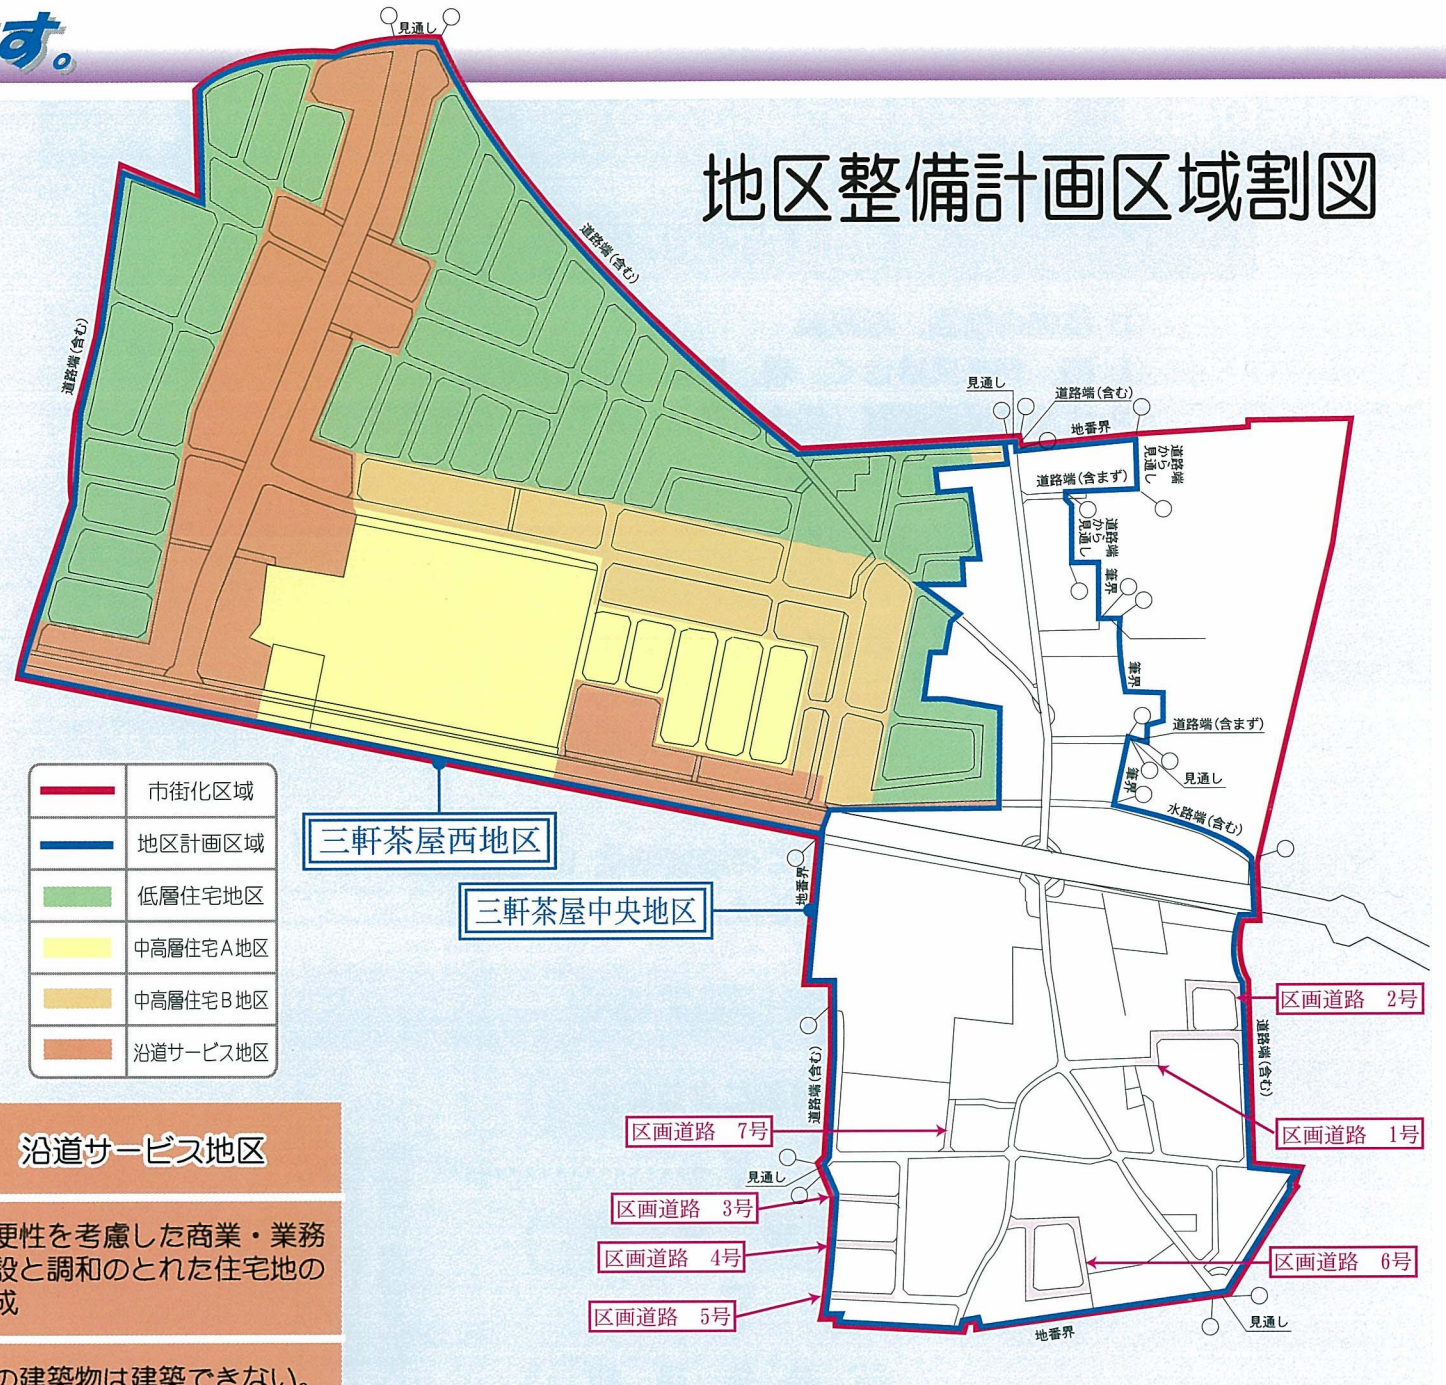 す。
地区整備計画区域割図
見通し
道路端(含む)
道路端(含む)
見通し
道路端(含む)
地番界
道路端から見通し
道路端(含まず)
道路端から見通し
筆界
筆界
道路端(含まず)
見通し
筆界
水路端(含む)
市街化区域
地区計画区域
低層住宅地区
中高層住宅A地区
中高層住宅B地区
沿道サービス地区
三軒茶屋西地区
三軒茶屋中央地区
地番界
区画道路 2号
道路端(含む)
道路端(含む)
区画道路 7号
区画道路 1号
見通し
区画道路 3号
区画道路 4号
区画道路 6号
区画道路 5号
見通し
地番界
沿道サービス地区
便性を考慮した商業・業務
設と調和のとれた住宅地の
成
の建築物は建築できない。